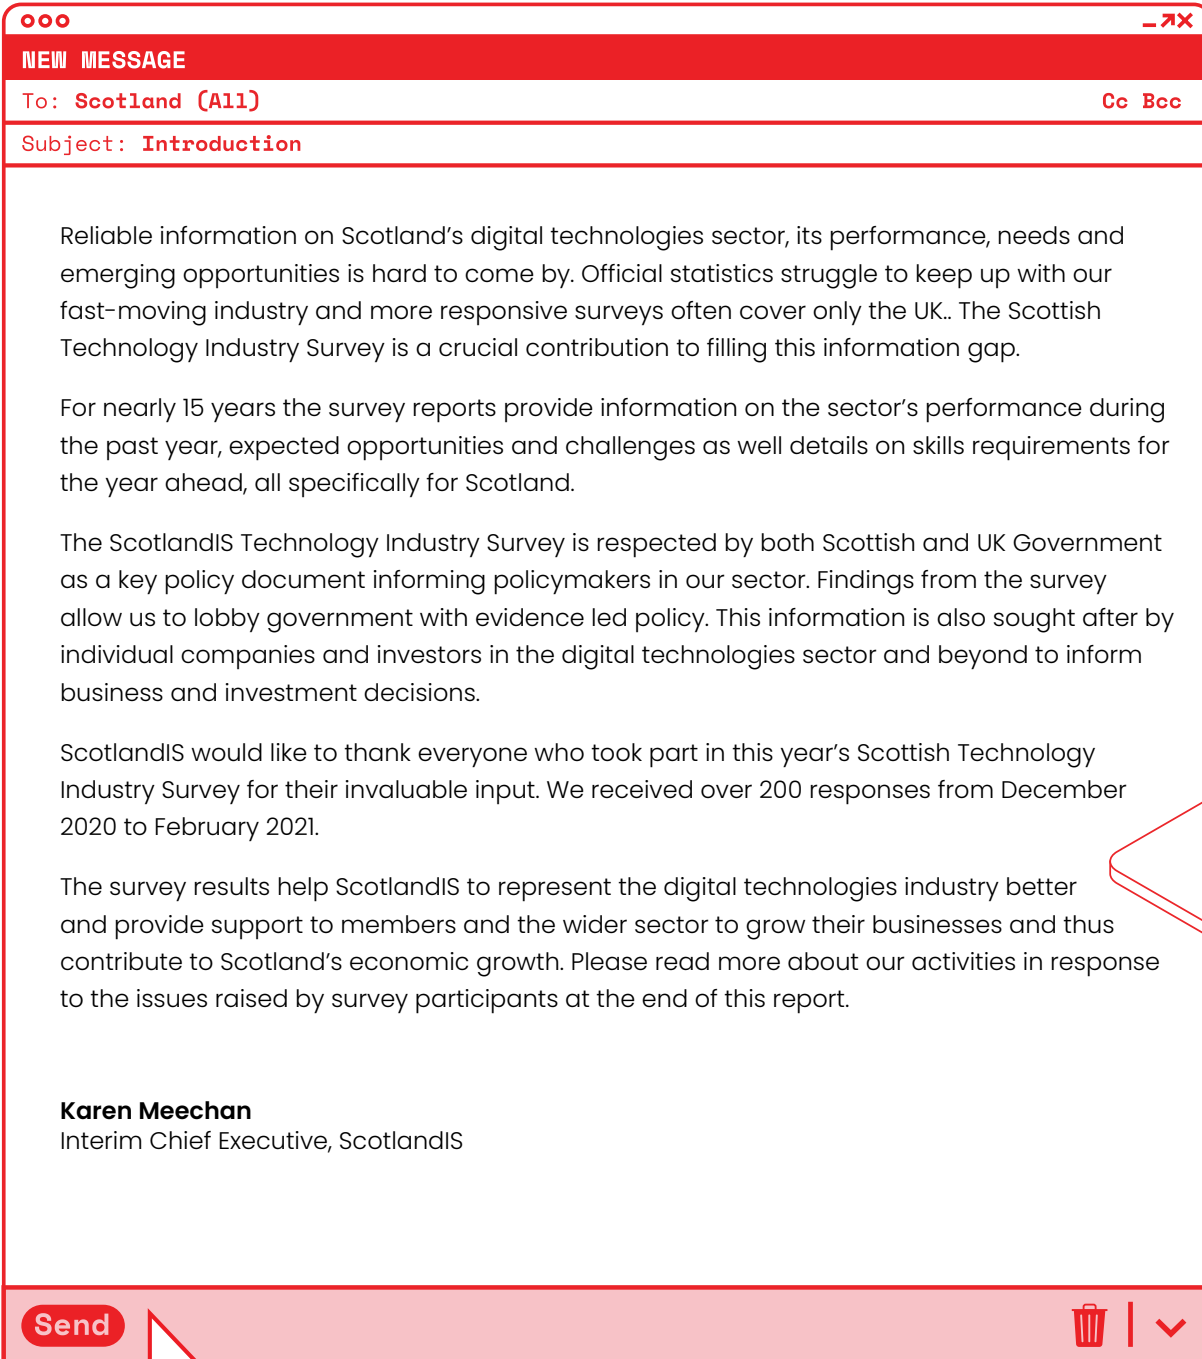 NEW MESSAGE
To: Scotland (All) Cc Bcc
Subject: Introduction
Reliable information on Scotland’s digital technologies sector, its performance, needs and
emerging opportunities is hard to come by. Official statistics struggle to keep up with our
fast-moving industry and more responsive surveys often cover only the UK.. The Scottish
Technology Industry Survey is a crucial contribution to filling this information gap.
For nearly 15 years the survey reports provide information on the sector’s performance during
the past year, expected opportunities and challenges as well details on skills requirements for
the year ahead, all specifically for Scotland.
The ScotlandIS Technology Industry Survey is respected by both Scottish and UK Government
as a key policy document informing policymakers in our sector. Findings from the survey
allow us to lobby government with evidence led policy. This information is also sought after by
individual companies and investors in the digital technologies sector and beyond to inform
business and investment decisions.
ScotlandIS would like to thank everyone who took part in this year’s Scottish Technology
Industry Survey for their invaluable input. We received over 200 responses from December
2020 to February 2021.
The survey results help ScotlandIS to represent the digital technologies industry better
and provide support to members and the wider sector to grow their businesses and thus
contribute to Scotland’s economic growth. Please read more about our activities in response
to the issues raised by survey participants at the end of this report.
Karen Meechan
Interim Chief Executive, ScotlandIS
Send